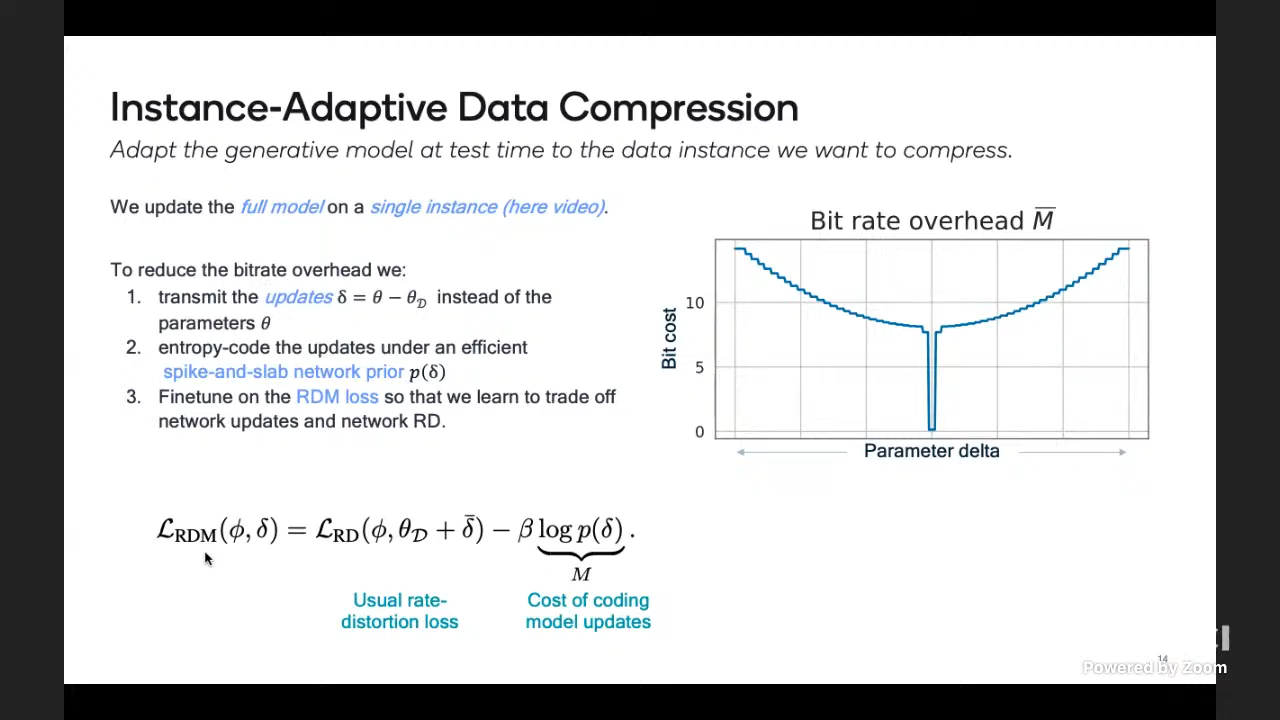 Instance-Adaptive Data Compression
Adapt the generative model at test time to the data instance we want to compress.
We update the full model on a single instance (here video).
To reduce the bitrate overhead we:
1. transmit the updates δ = θ − θ_𝒟 instead of the
parameters θ
2. entropy-code the updates under an efficient
spike-and-slab network prior p(δ)
3. Finetune on the RDM loss so that we learn to trade off
network updates and network RD.
ℒ_RDM(ϕ, δ) = ℒ_RD(ϕ, θ_𝒟 + δ̄) − β log p(δ) .
M
Usual rate-
distortion loss
Cost of coding
model updates
Bit rate overhead M̅
Bit cost
10
5
0
Parameter delta
14
Powered by Zoom